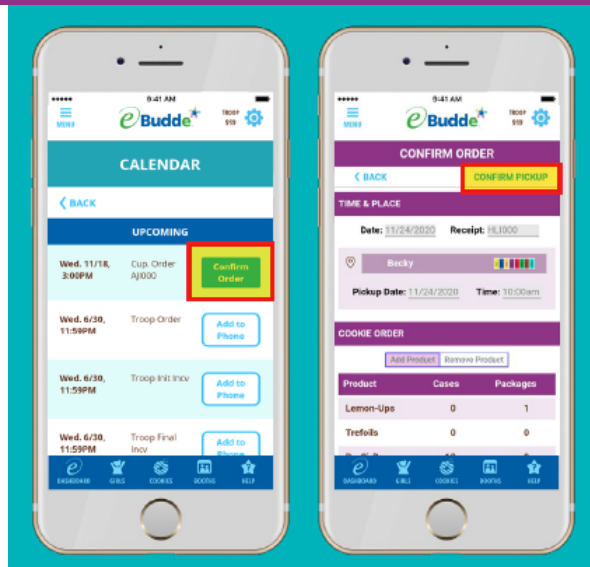 9:41 AM
MENU
eBudde
TROOP
919
CALENDAR
BACK
UPCOMING
Wed. 11/18,
3:00PM
Cup. Order
AJI000
Confirm
Order
Wed. 6/30,
11:59PM
Troop Order
Add to
Phone
Wed. 6/30,
11:59PM
Troop Init Incv
Add to
Phone
Wed. 6/30,
11:59PM
Troop Final
Incv
Add to
Phone
DASHBOARD GIRLS COOKIES BOOTHS HELP
9:41 AM
MENU
eBudde
TROOP
919
CONFIRM ORDER
BACK CONFIRM PICKUP
TIME & PLACE
Date: 11/24/2020 Receipt: HLI000
Becky
Pickup Date: 11/24/2020 Time: 10:00am
COOKIE ORDER
Add Product Remove Product
Product Cases Packages
Lemon-Ups 0 1
Trefoils 0 0
DASHBOARD GIRLS COOKIES BOOTHS HELP